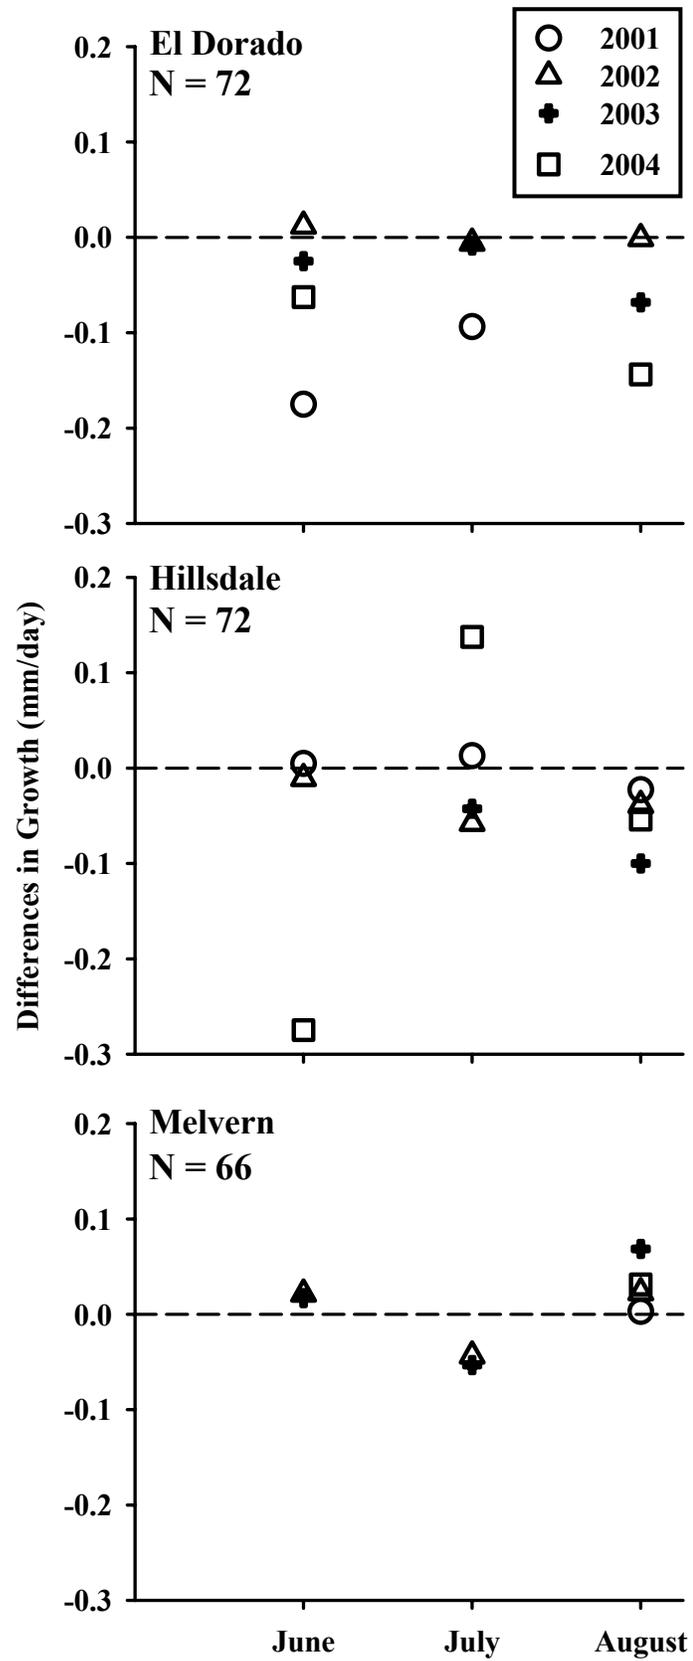 El Dorado
N = 72
2001
2002
2003
2004
0.2
0.1
0.0
-0.1
-0.2
-0.3
Differences in Growth (mm/day)
Hillsdale
N = 72
0.2
0.1
0.0
-0.1
-0.2
-0.3
Melvern
N = 66
0.2
0.1
0.0
-0.1
-0.2
-0.3
June July August